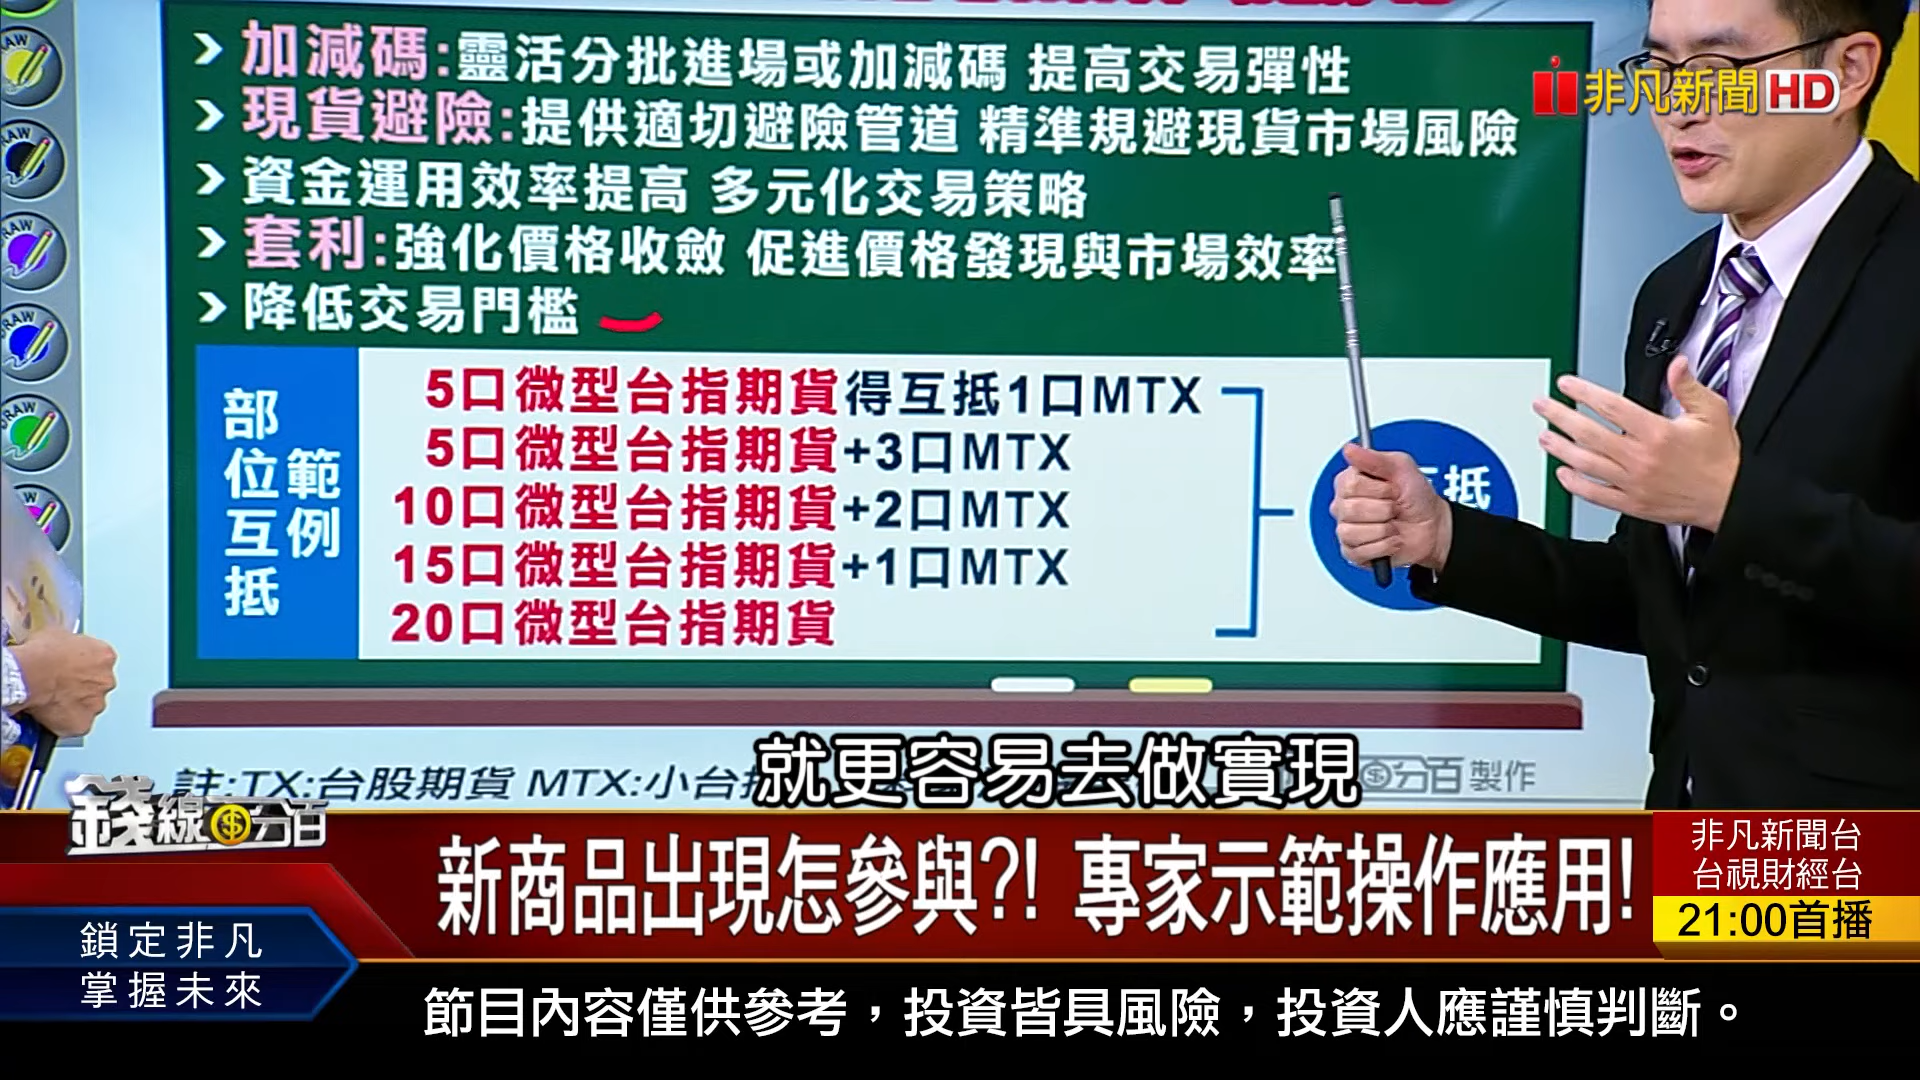 加減碼:靈活分批進場或加減碼 提高交易彈性
現貨避險:提供適切避險管道 精準規避現貨市場風險
資金運用效率提高 多元化交易策略
套利:強化價格收斂 促進價格發現與市場效率
降低交易門檻
非凡新聞HD
部位互抵
範例
5口微型台指期貨得互抵1口MTX
5口微型台指期貨+3口MTX
10口微型台指期貨+2口MTX
15口微型台指期貨+1口MTX
20口微型台指期貨
抵
DRAW
DRAW
DRAW
DRAW
註:TX:台股期貨 MTX:小台
分百製作
就更容易去做實現
錢線百分百
新商品出現怎參與?! 專家示範操作應用!
非凡新聞台
台視財經台
21:00首播
鎖定非凡
掌握未來
節目內容僅供參考，投資皆具風險，投資人應謹慎判斷。